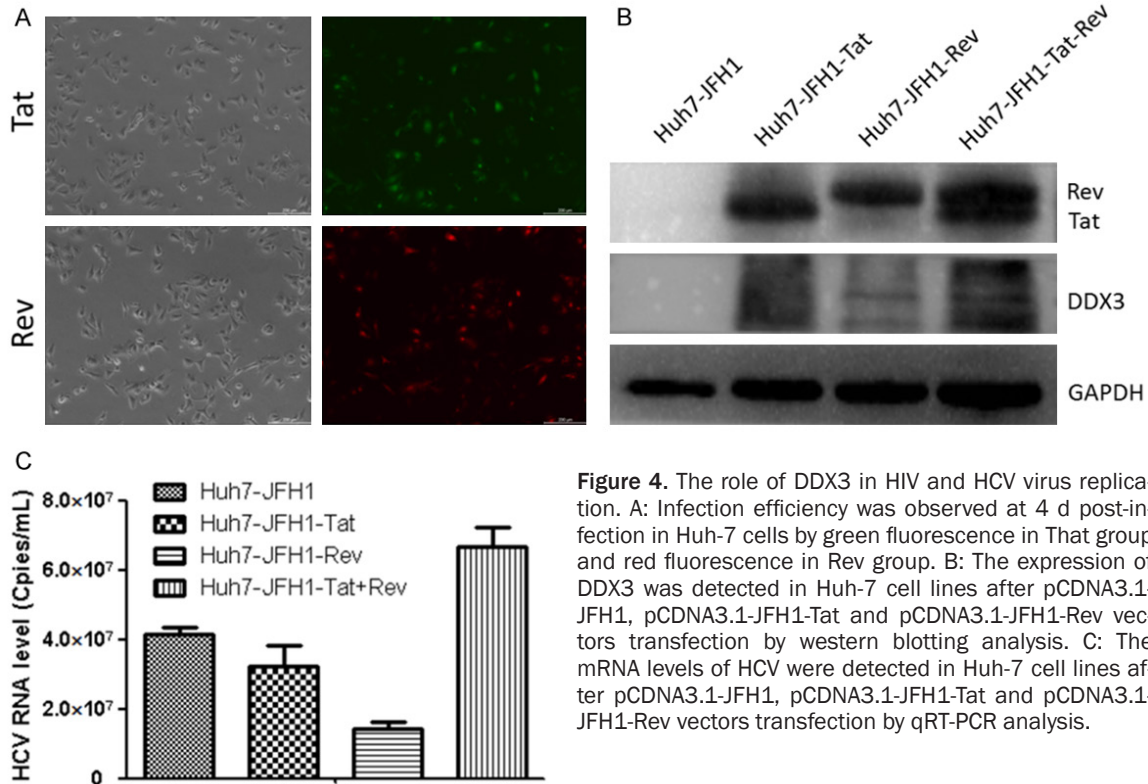 A
Tat
Rev
B
Huh7-JFH1
Huh7-JFH1-Tat
Huh7-JFH1-Rev
Huh7-JFH1-Tat-Rev
Rev
Tat
DDX3
GAPDH
C
HCV RNA level (Cpies/mL)
8.0×10⁷
6.0×10⁷
4.0×10⁷
2.0×10⁷
0
Huh7-JFH1
Huh7-JFH1-Tat
Huh7-JFH1-Rev
Huh7-JFH1-Tat+Rev
Figure 4. The role of DDX3 in HIV and HCV virus replica-
tion. A: Infection efficiency was observed at 4 d post-in-
fection in Huh-7 cells by green fluorescence in That group
and red fluorescence in Rev group. B: The expression of
DDX3 was detected in Huh-7 cell lines after pCDNA3.1-
JFH1, pCDNA3.1-JFH1-Tat and pCDNA3.1-JFH1-Rev vec-
tors transfection by western blotting analysis. C: The
mRNA levels of HCV were detected in Huh-7 cell lines af-
ter pCDNA3.1-JFH1, pCDNA3.1-JFH1-Tat and pCDNA3.1-
JFH1-Rev vectors transfection by qRT-PCR analysis.